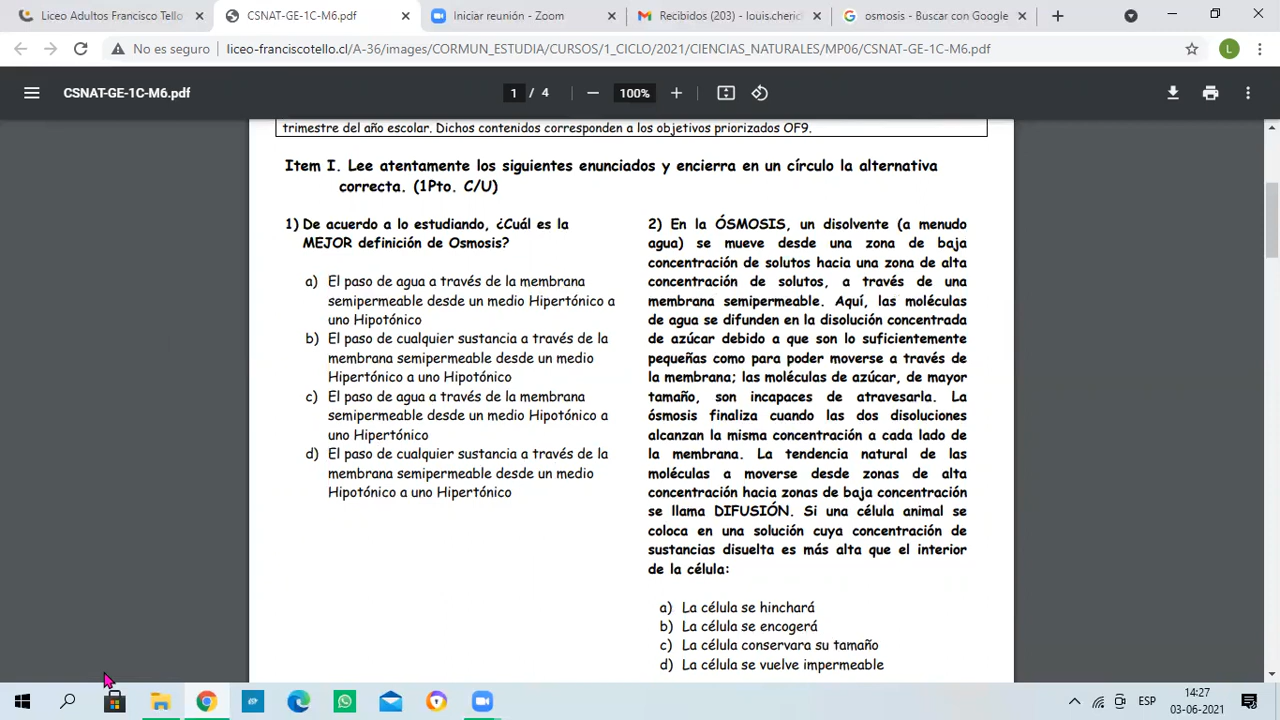 Liceo Adultos Francisco Tello
CSNAT-GE-1C-M6.pdf
Iniciar reunión - Zoom
Recibidos (203) - louis.cherici
osmosis - Buscar con Google
No es seguro
liceo-franciscotello.cl/A-36/images/CORMUN_ESTUDIA/CURSOS/1_CICLO/2021/CIENCIAS_NATURALES/MP06/CSNAT-GE-1C-M6.pdf
L
CSNAT-GE-1C-M6.pdf
1 / 4
100%
trimestre del año escolar. Dichos contenidos corresponden a los objetivos priorizados OF9.
Item I. Lee atentamente los siguientes enunciados y encierra en un círculo la alternativa
correcta. (1Pto. C/U)
1) De acuerdo a lo estudiando, ¿Cuál es la
MEJOR definición de Osmosis?
a) El paso de agua a través de la membrana
semipermeable desde un medio Hipertónico a
uno Hipotónico
b) El paso de cualquier sustancia a través de la
membrana semipermeable desde un medio
Hipertónico a uno Hipotónico
c) El paso de agua a través de la membrana
semipermeable desde un medio Hipotónico a
uno Hipertónico
d) El paso de cualquier sustancia a través de la
membrana semipermeable desde un medio
Hipotónico a uno Hipertónico
2) En la ÓSMOSIS, un disolvente (a menudo
agua) se mueve desde una zona de baja
concentración de solutos hacia una zona de alta
concentración de solutos, a través de una
membrana semipermeable. Aquí, las moléculas
de agua se difunden en la disolución concentrada
de azúcar debido a que son lo suficientemente
pequeñas como para poder moverse a través de
la membrana; las moléculas de azúcar, de mayor
tamaño, son incapaces de atravesarla. La
ósmosis finaliza cuando las dos disoluciones
alcanzan la misma concentración a cada lado de
la membrana. La tendencia natural de las
moléculas a moverse desde zonas de alta
concentración hacia zonas de baja concentración
se llama DIFUSIÓN. Si una célula animal se
coloca en una solución cuya concentración de
sustancias disuelta es más alta que el interior
de la célula:
a) La célula se hinchará
b) La célula se encogerá
c) La célula conservara su tamaño
d) La célula se vuelve impermeable
ESP
14:27
03-06-2021